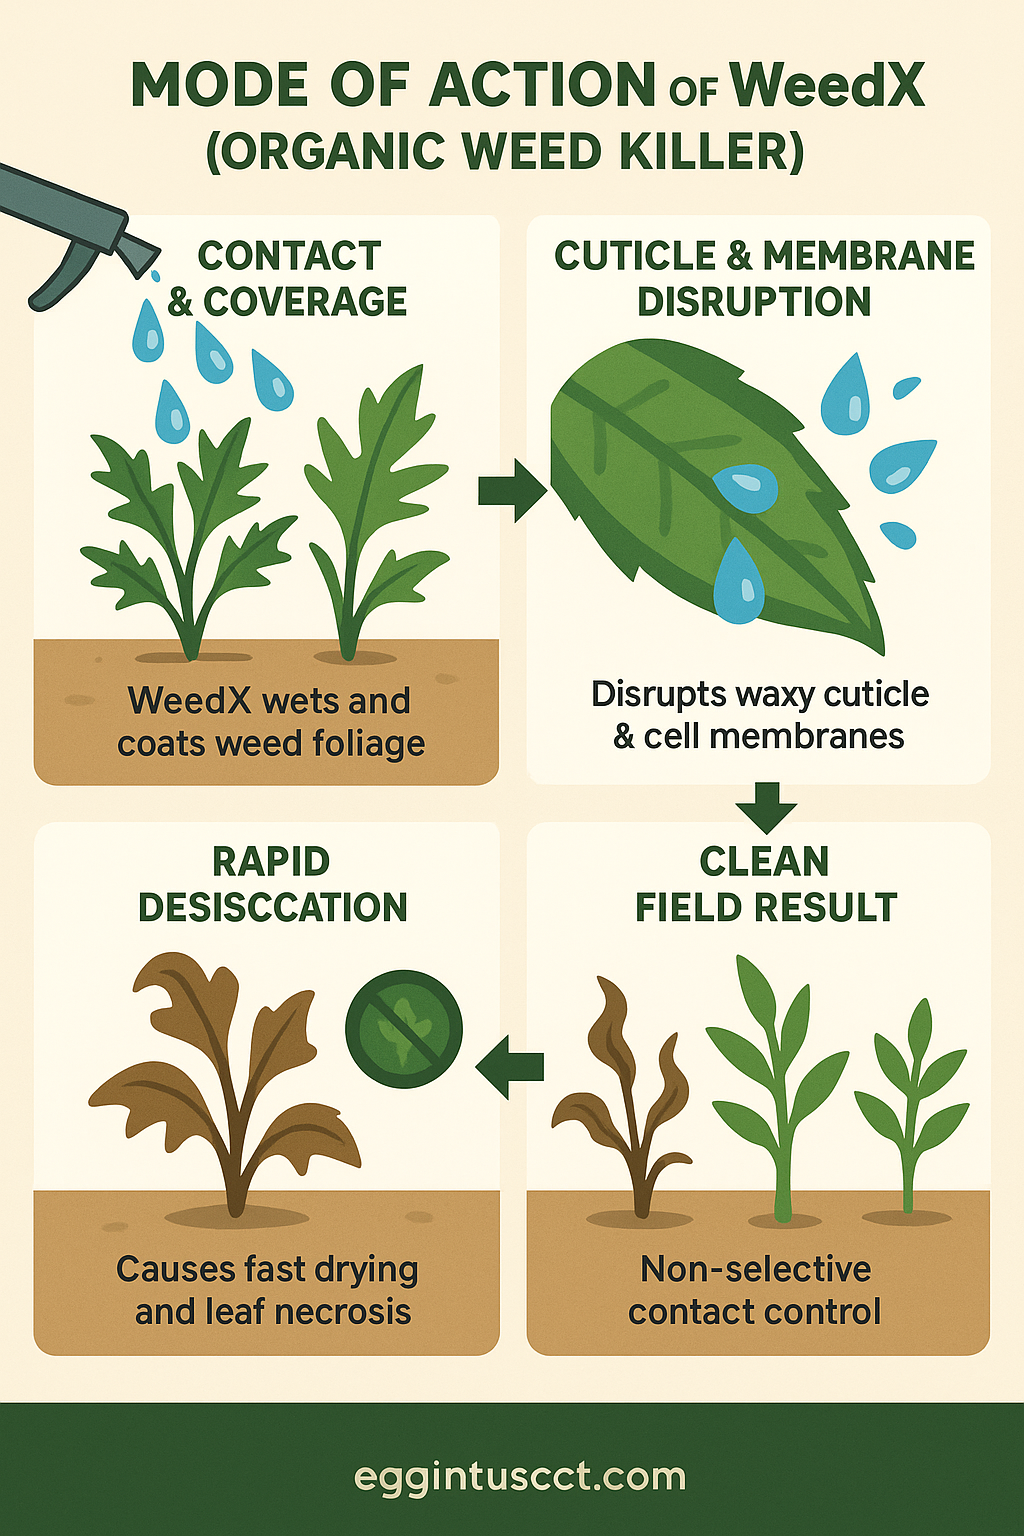 MODE OF ACTION OF WeedX
(ORGANIC WEED KILLER)
CONTACT
& COVERAGE
WeedX wets and
coats weed foliage
CUTICLE & MEMBRANE
DISRUPTION
Disrupts waxy cuticle
& cell membranes
RAPID
DESISCCATION
Causes fast drying
and leaf necrosis
CLEAN
FIELD RESULT
Non-selective
contact control
eggintuscct.com